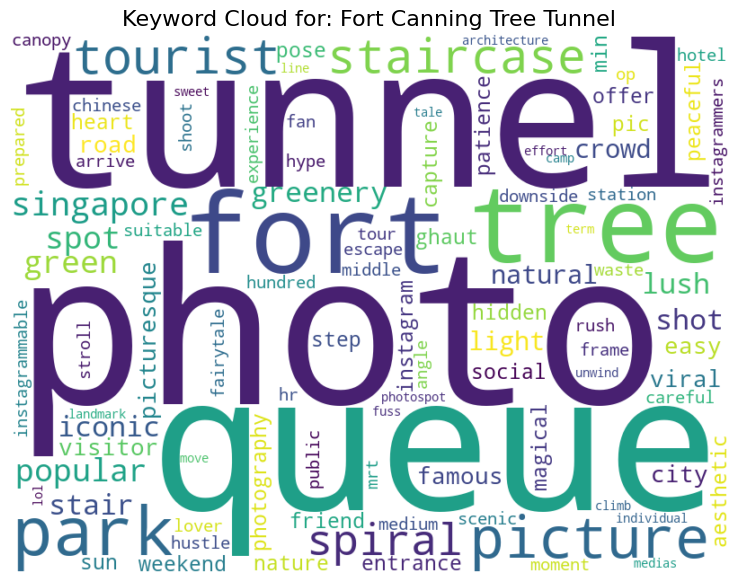 Keyword Cloud for: Fort Canning Tree Tunnel
canopy
tourist
pose
line
staircase
architecture
min
hotel
tunnel
prepared
chinese
heart
road
arrive
shoot
sweet
experience
fan
hype
capture
tale
patience
effort
camp
op
offer
pic
crowd
peaceful
instagrammers
singapore
greenery
downside
station
fort
tree
term
spot
suitable
green
tour
escape
middle
ghaut
hundred
natural
waste
lush
photo
instagrammable
stroll
picturesque
fairytale
step
instagram
angle
hidden
light
social
rush
frame
unwind
shot
easy
viral
careful
landmark
iconic
visitor
hr
photospot
fuss
queue
popular
move
lol
stair
photography
public
mrt
famous
magical
city
aesthetic
park
lover
hustle
sun
weekend
nature
friend
medium
spiral
entrance
scenic
picture
climb
individual
moment
medias